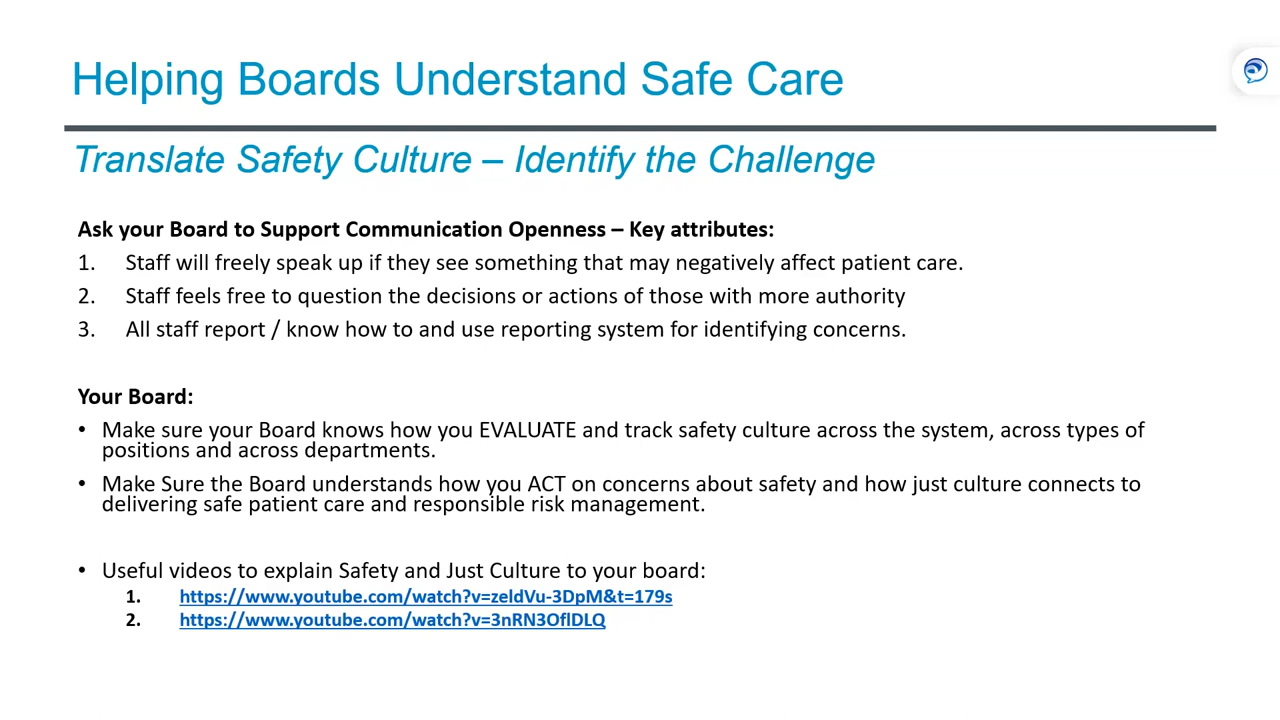 Helping Boards Understand Safe Care
Translate Safety Culture – Identify the Challenge
Ask your Board to Support Communication Openness – Key attributes:
1. Staff will freely speak up if they see something that may negatively affect patient care.
2. Staff feels free to question the decisions or actions of those with more authority
3. All staff report / know how to and use reporting system for identifying concerns.
Your Board:
• Make sure your Board knows how you EVALUATE and track safety culture across the system, across types of
positions and across departments.
• Make Sure the Board understands how you ACT on concerns about safety and how just culture connects to
delivering safe patient care and responsible risk management.
• Useful videos to explain Safety and Just Culture to your board:
1. https://www.youtube.com/watch?v=zeldVu-3DpM&t=179s
2. https://www.youtube.com/watch?v=3nRN3OflDLQ